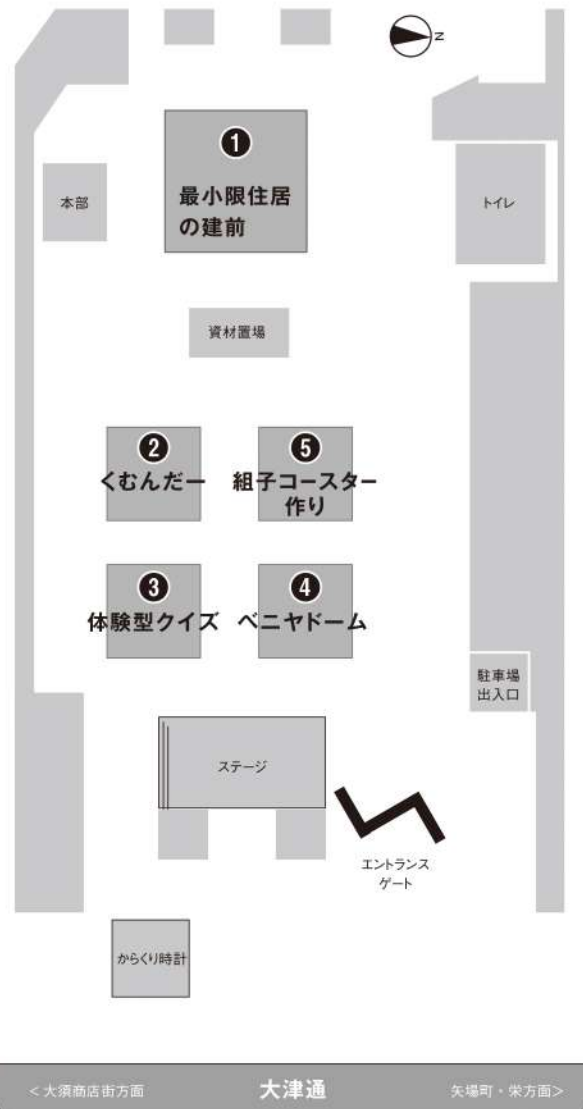 N
❶
最小限住居
の建前
本部
トイレ
資材置場
❷
くむんだー
❺
組子コースター
作り
❸
体験型クイズ
❹
ベニヤドーム
駐車場
出入口
ステージ
エントランス
ゲート
からくり時計
<大須商店街方面
大津通
矢場町・栄方面>